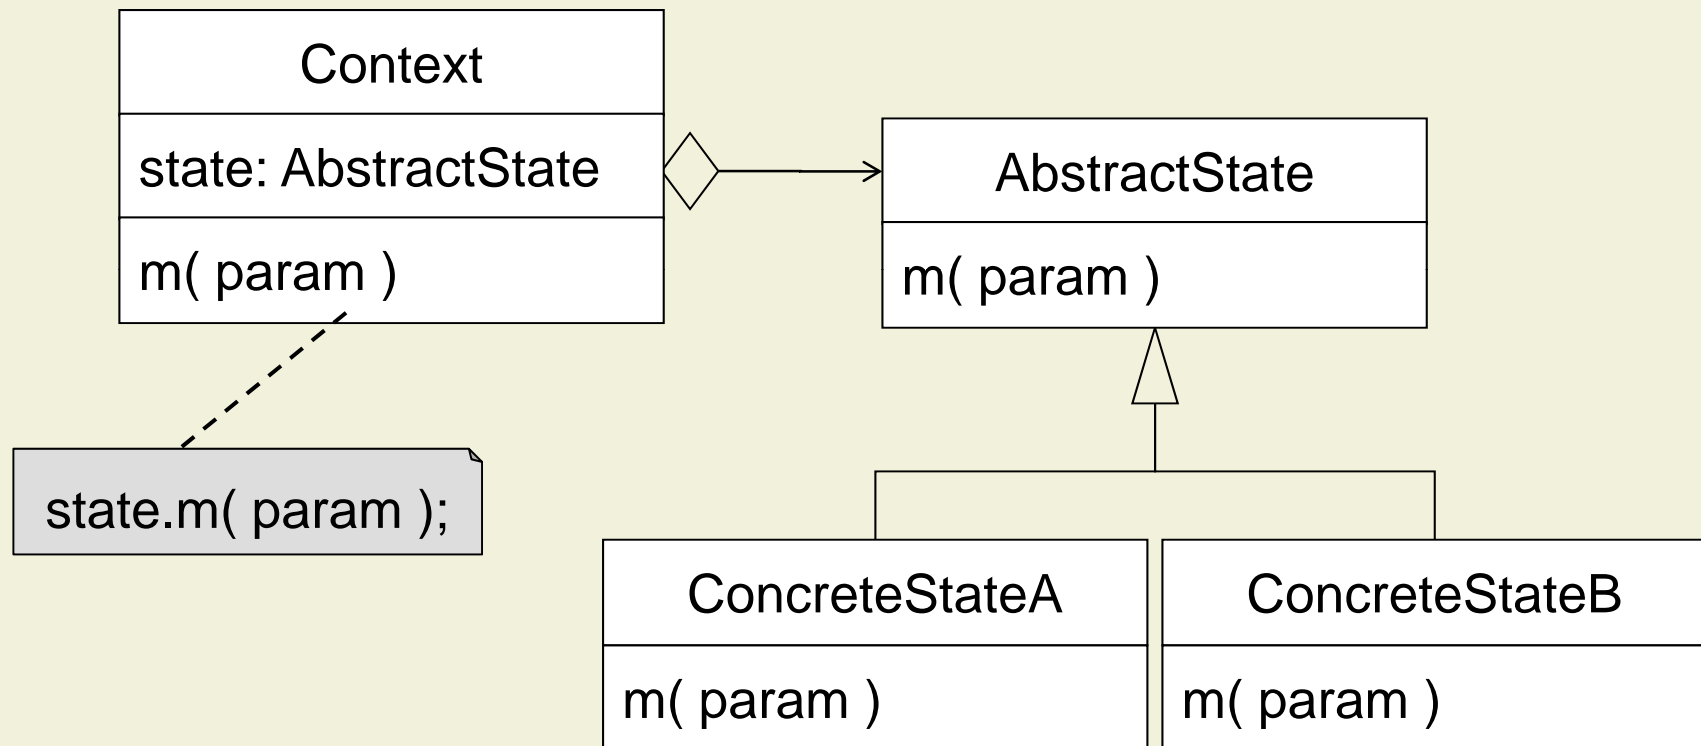 Context
state: AbstractState
m( param )
AbstractState
m( param )
state.m( param );
ConcreteStateA
m( param )
ConcreteStateB
m( param )